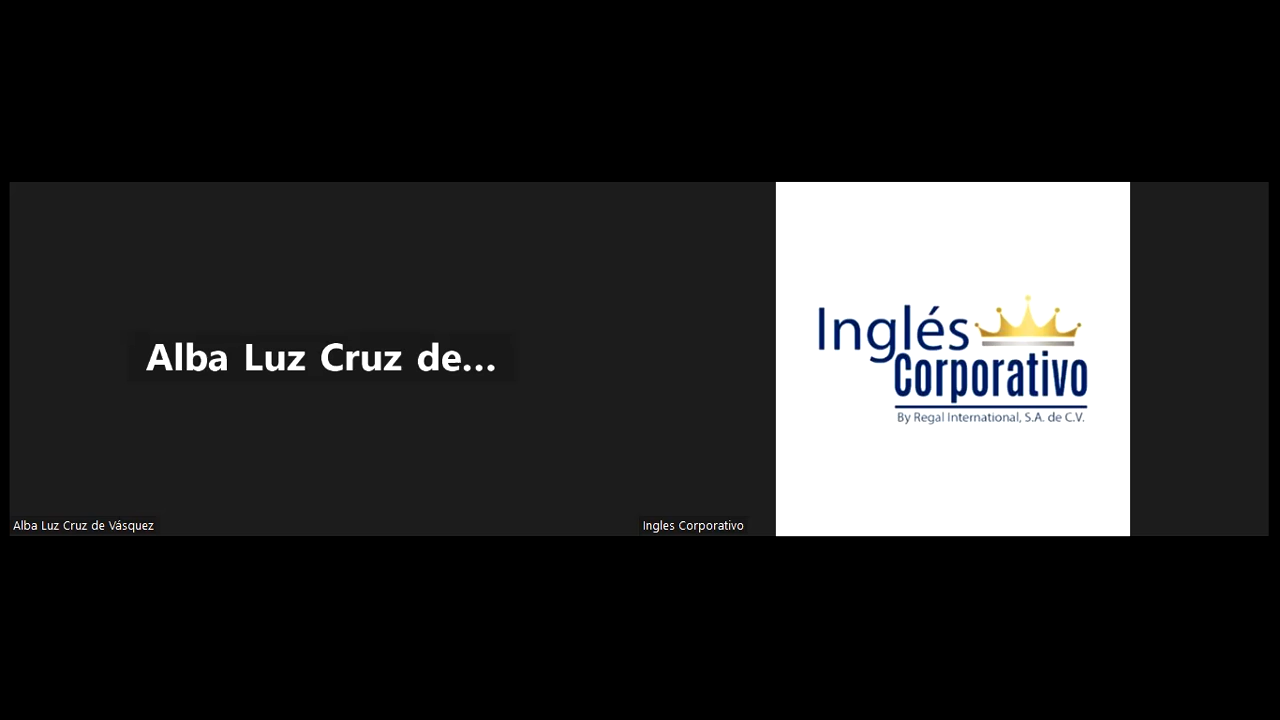 Alba Luz Cruz de...
Alba Luz Cruz de Vásquez
Inglés
Corporativo
By Regal International, S.A. de C.V.
Ingles Corporativo